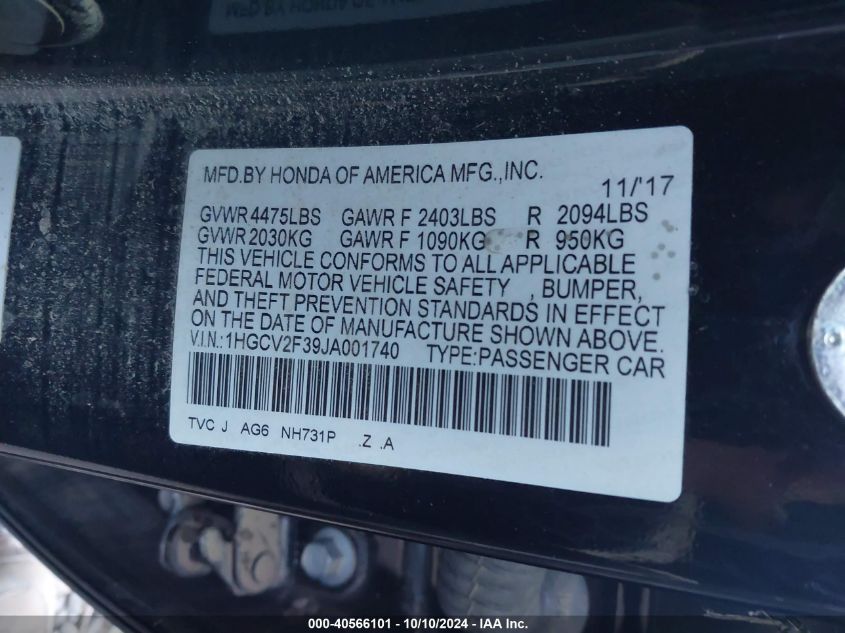 MFD.BY HONDA OF AMERICA MFG.,INC.
11/'17
GVWR 4475LBS GAWR F 2403LBS R 2094LBS
GVWR 2030KG GAWR F 1090KG R 950KG
THIS VEHICLE CONFORMS TO ALL APPLICABLE
FEDERAL MOTOR VEHICLE SAFETY , BUMPER,
AND THEFT PREVENTION STANDARDS IN EFFECT
ON THE DATE OF MANUFACTURE SHOWN ABOVE.
V.I.N.:1HGCV2F39JA001740 TYPE:PASSENGER CAR
TVC J AG6 NH731P .Z .A
000-40566101 - 10/10/2024 - IAA Inc.